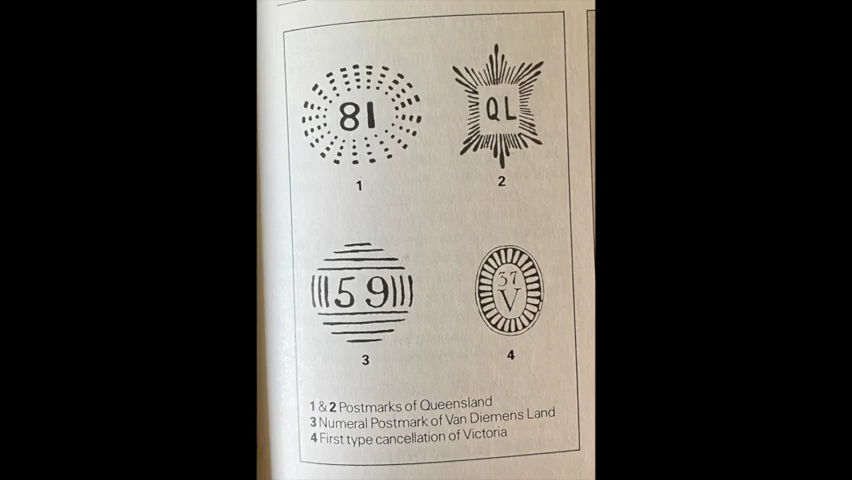 81
QL
1
2
59
37
V
3
4
1 & 2 Postmarks of Queensland
3 Numeral Postmark of Van Diemens Land
4 First type cancellation of Victoria